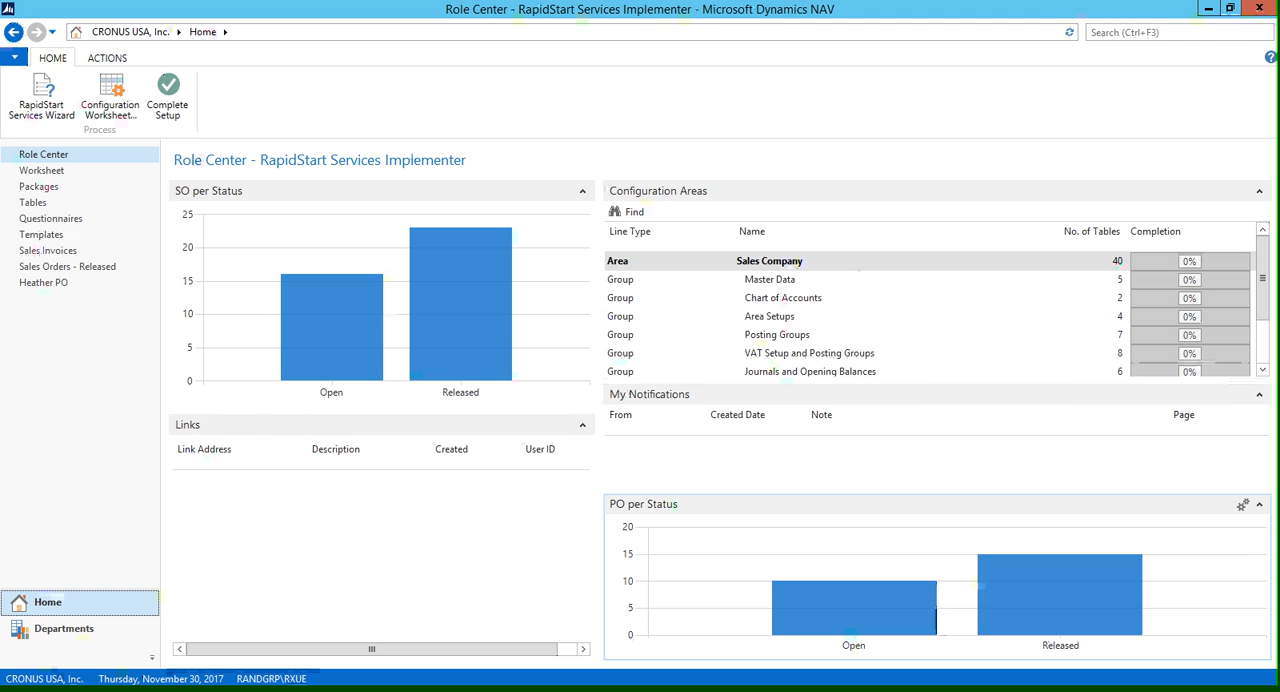 Role Center - RapidStart Services Implementer - Microsoft Dynamics NAV
CRONUS USA, Inc. Home
Search (Ctrl+F3)
HOME ACTIONS
RapidStart Services Wizard
Configuration Worksheet...
Complete Setup
Process
Role Center
Worksheet
Packages
Tables
Questionnaires
Templates
Sales Invoices
Sales Orders - Released
Heather PO
Home
Departments
Role Center - RapidStart Services Implementer
SO per Status
25
20
15
10
5
0
Open Released
Links
Link Address Description Created User ID
Configuration Areas
Find
Line Type Name No. of Tables Completion
Area Sales Company 40 0%
Group Master Data 5 0%
Group Chart of Accounts 2 0%
Group Area Setups 4 0%
Group Posting Groups 7 0%
Group VAT Setup and Posting Groups 8 0%
Group Journals and Opening Balances 6 0%
My Notifications
From Created Date Note Page
PO per Status
20
15
10
5
0
Open Released
CRONUS USA, Inc. Thursday, November 30, 2017 RANDGRP\RXUE